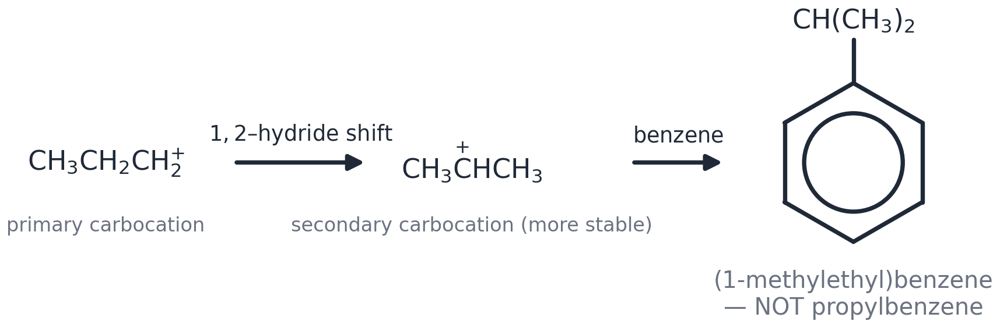 CH₃CH₂CH₂⁺
primary carbocation
1, 2–hydride shift
+
CH₃CHCH₃
secondary carbocation (more stable)
benzene
CH(CH₃)₂
(1-methylethyl)benzene
— NOT propylbenzene